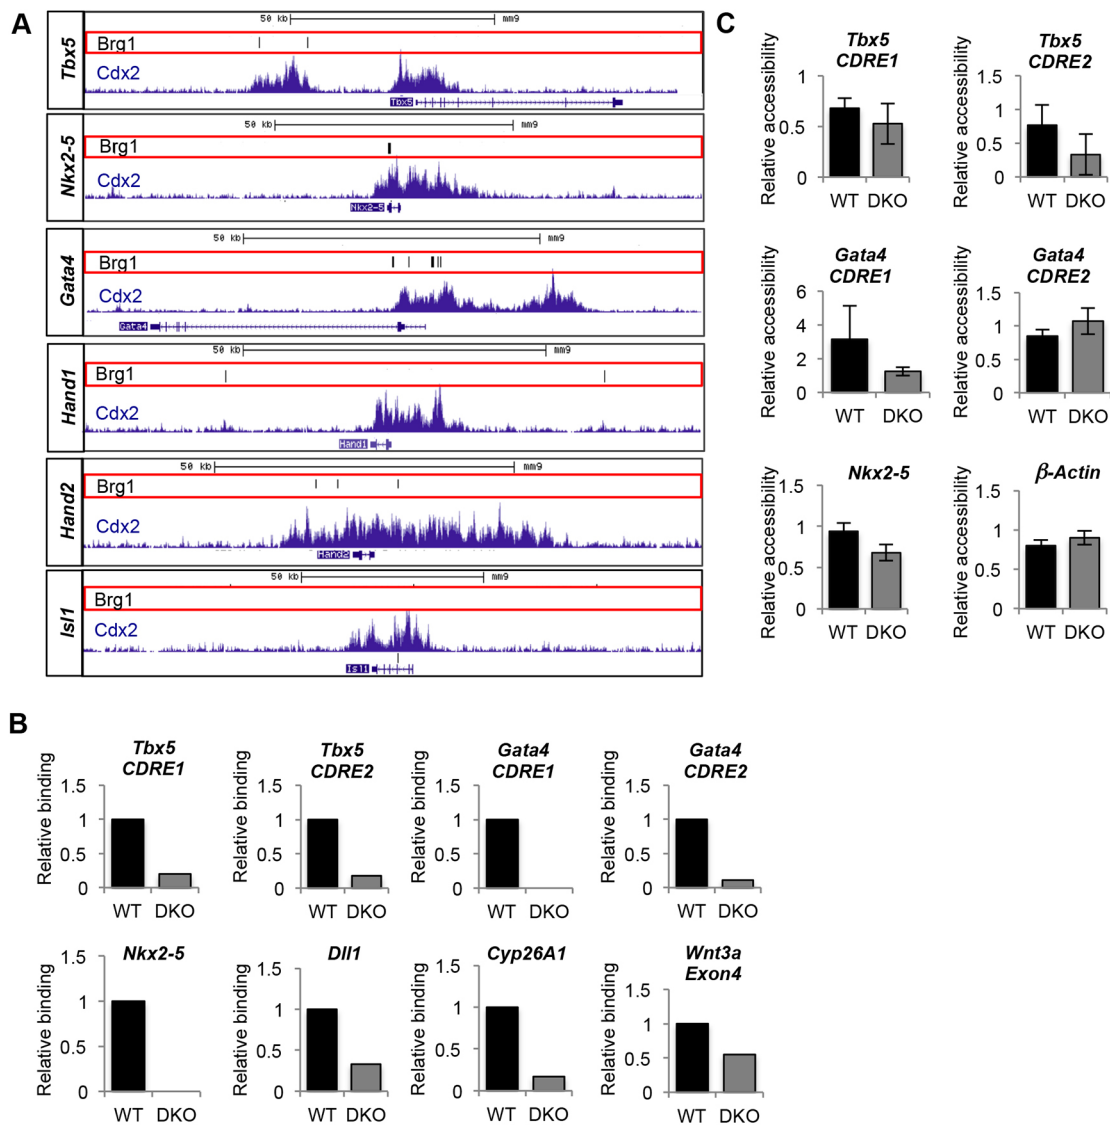 A
Tbx5
50 kb mm9
Brg1
Cdx2
Tbx5
Nkx2-5
50 kb mm9
Brg1
Cdx2
Nkx2-5
Gata4
50 kb mm9
Brg1
Cdx2
Gata4
Hand1
50 kb mm9
Brg1
Cdx2
Hand1
Hand2
50 kb mm9
Brg1
Cdx2
Hand2
Isl1
50 kb mm9
Brg1
Cdx2
Isl1
C
Tbx5
CDRE1
Relative accessibility
1
0.5
0
WT DKO
Tbx5
CDRE2
Relative accessibility
1.5
1
0.5
0
WT DKO
Gata4
CDRE1
Relative accessibility
6
4
2
0
WT DKO
Gata4
CDRE2
Relative accessibility
1.5
1
0.5
0
WT DKO
Nkx2-5
Relative accessibility
1.5
1
0.5
0
WT DKO
β-Actin
Relative accessibility
1.5
1
0.5
0
WT DKO
B
Tbx5
CDRE1
Relative binding
1.5
1
0.5
0
WT DKO
Tbx5
CDRE2
Relative binding
1.5
1
0.5
0
WT DKO
Gata4
CDRE1
Relative binding
1.5
1
0.5
0
WT DKO
Gata4
CDRE2
Relative binding
1.5
1
0.5
0
WT DKO
Nkx2-5
Relative binding
1.5
1
0.5
0
WT DKO
Dll1
Relative binding
1.5
1
0.5
0
WT DKO
Cyp26A1
Relative binding
1.5
1
0.5
0
WT DKO
Wnt3a
Exon4
Relative binding
1.5
1
0.5
0
WT DKO